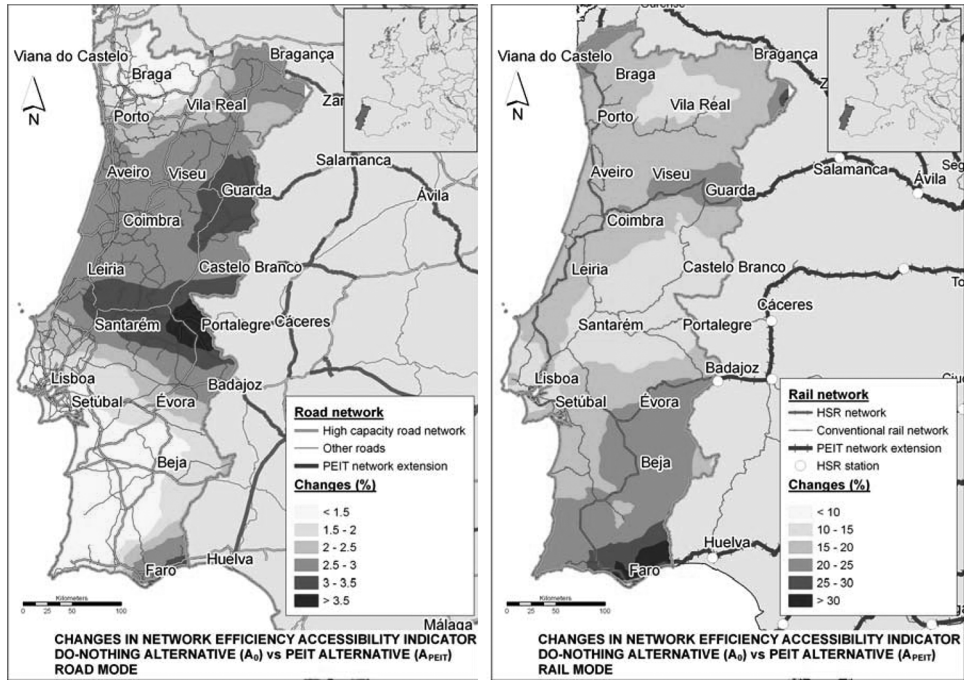 Viana do Castelo
Bragança
Braga
Zár
N
Vila Real
Porto
Salamanca
Aveiro
Viseu
Ávila
Guarda
Coimbra
Leiria
Castelo Branco
Santarém
Portalegre
Cáceres
Lisboa
Badajoz
Setúbal
Évora
Road network
High capacity road network
Other roads
Beja
PEIT network extension
Changes (%)
< 1.5
1.5 - 2
2 - 2.5
2.5 - 3
3 - 3.5
> 3.5
Huelva
Faro
Kilometers
0 25 50 100
Málaga
CHANGES IN NETWORK EFFICIENCY ACCESSIBILITY INDICATOR
DO-NOTHING ALTERNATIVE (A0) vs PEIT ALTERNATIVE (APEIT)
ROAD MODE
Viana do Castelo
Bragança
Braga
N
Vila Réal
Porto
Salamanca
Seg
Aveiro
Viseu
Ávila
Guarda
Coimbra
Leiria
Castelo Branco
To
Cáceres
Santarém
Portalegre
Badajoz
Lisboa
Ciu
Setúbal
Évora
Rail network
HSR network
Conventional rail network
PEIT network extension
HSR station
Beja
Changes (%)
< 10
10 - 15
15 - 20
20 - 25
25 - 30
> 30
Huelva
Faro
Kilometers
0 25 50 100
CHANGES IN NETWORK EFFICIENCY ACCESSIBILITY INDICATOR
DO-NOTHING ALTERNATIVE (A0) vs PEIT ALTERNATIVE (APEIT)
RAIL MODE